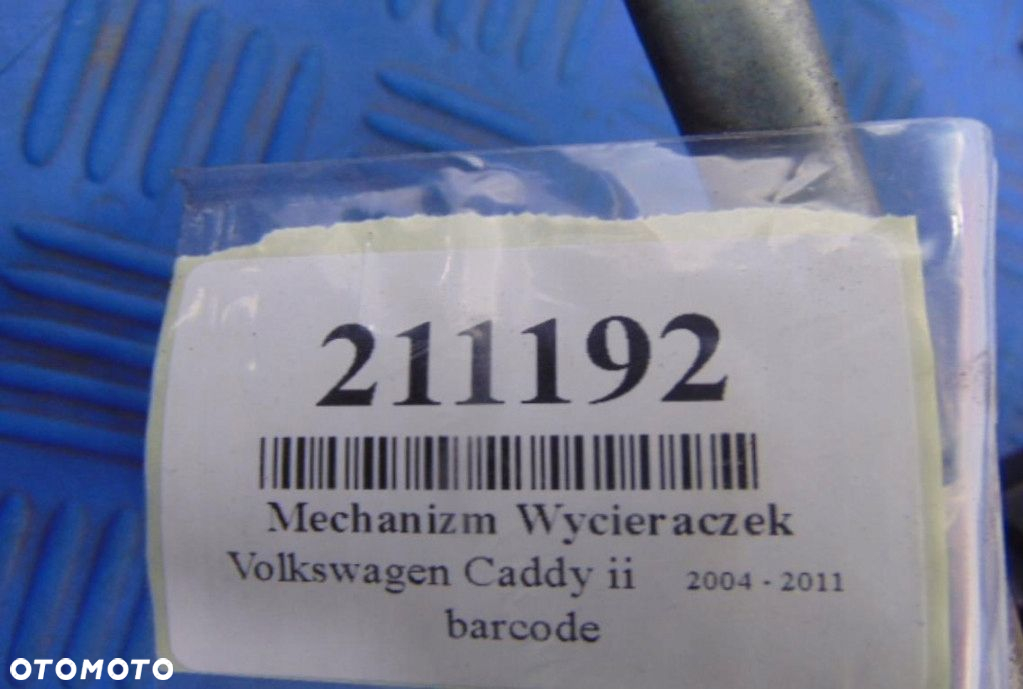 211192
Mechanizm Wycieraczek
Volkswagen Caddy ii 2004 - 2011
barcode
OTOMOTO